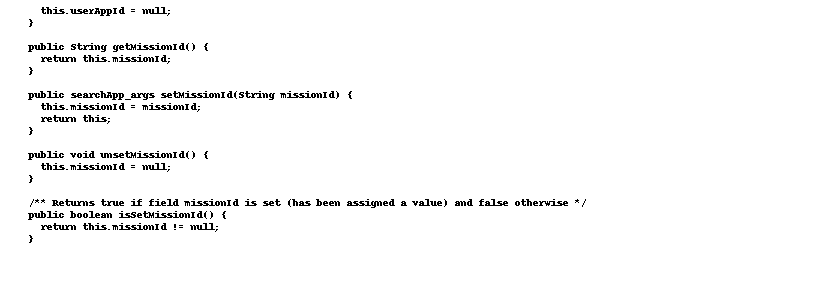 this.userAppId = null;
}
public String getMissionId() {
return this.missionId;
}
public searchApp_args setMissionId(String missionId) {
this.missionId = missionId;
return this;
}
public void unsetMissionId() {
this.missionId = null;
}
/** Returns true if field missionId is set (has been assigned a value) and false otherwise */
public boolean isSetMissionId() {
return this.missionId != null;
}